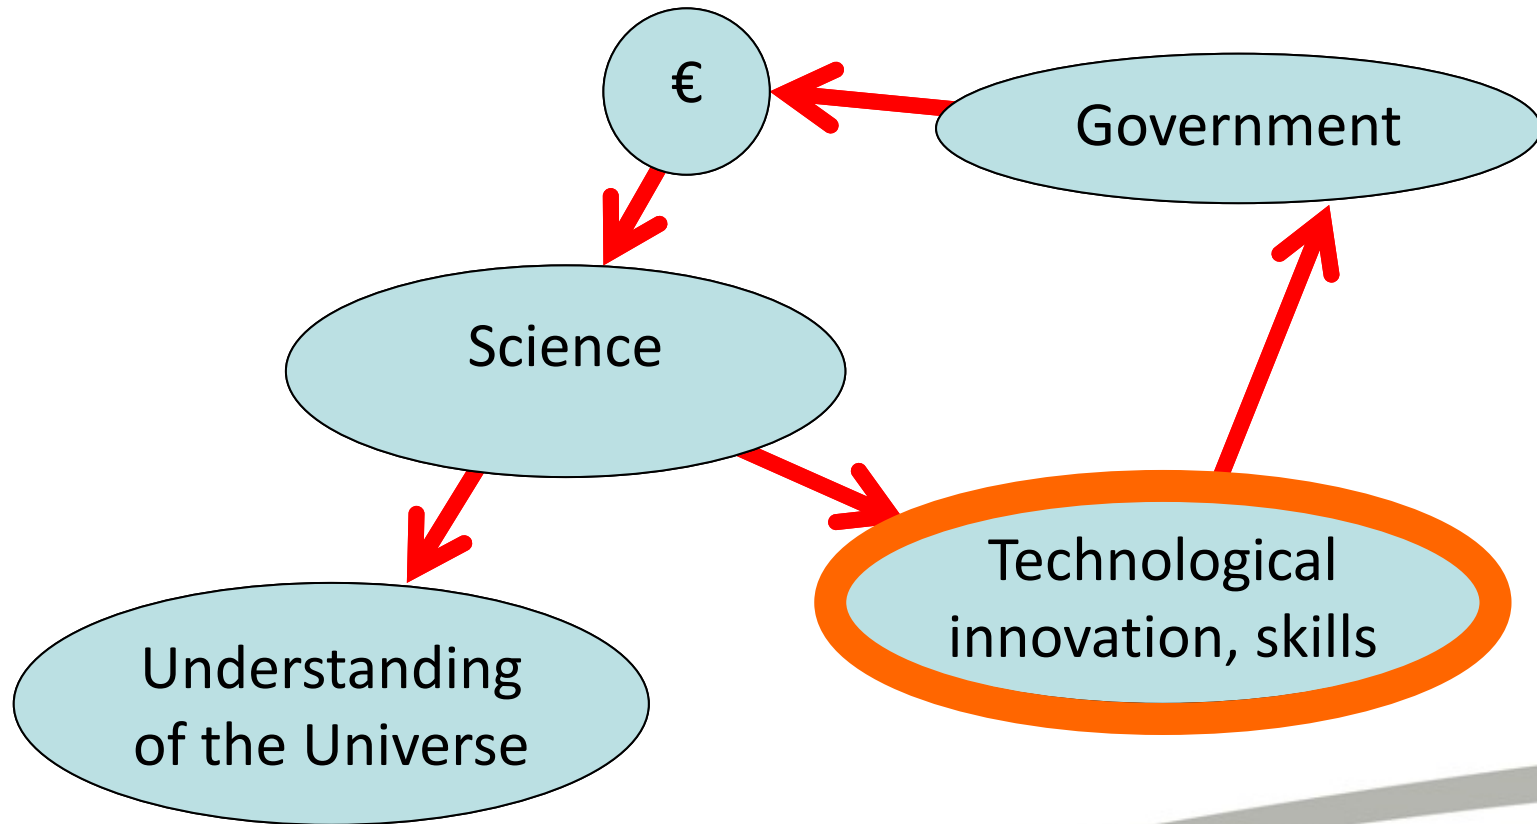 €
Government
Science
Technological
innovation, skills
Understanding
of the Universe